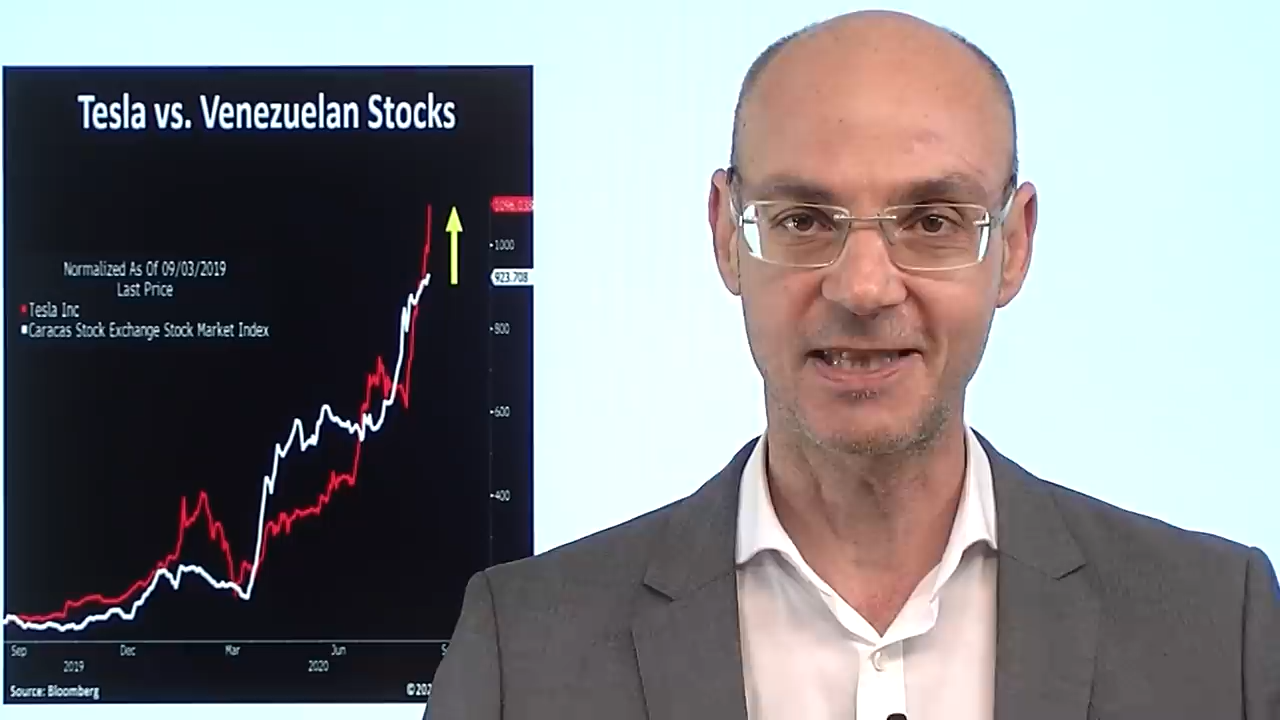 Tesla vs. Venezuelan Stocks
1000
923.708
Normalized As Of 09/03/2019
Last Price
Tesla Inc
Caracas Stock Exchange Stock Market Index
800
600
400
Sep
Dec
Mar
Jun
S
2019
2020
Source: Bloomberg
©202